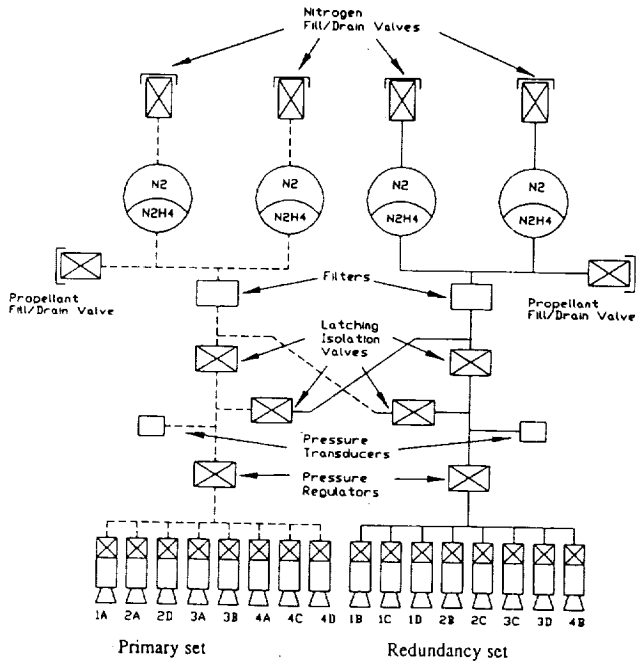 Nitrogen
Fill/Drain Valves
N2
N2
N2
N2
N2H4
N2H4
N2H4
N2H4
Propellant
Fill/Drain Valve
Filters
Propellant
Fill/Drain Valve
Latching
Isolation
Valves
Pressure
Transducers
Pressure
Regulators
1A 2A 2D 3A 3B 4A 4C 4D 1B 1C 1D 2B 2C 3C 3D 4B
Primary set
Redundancy set